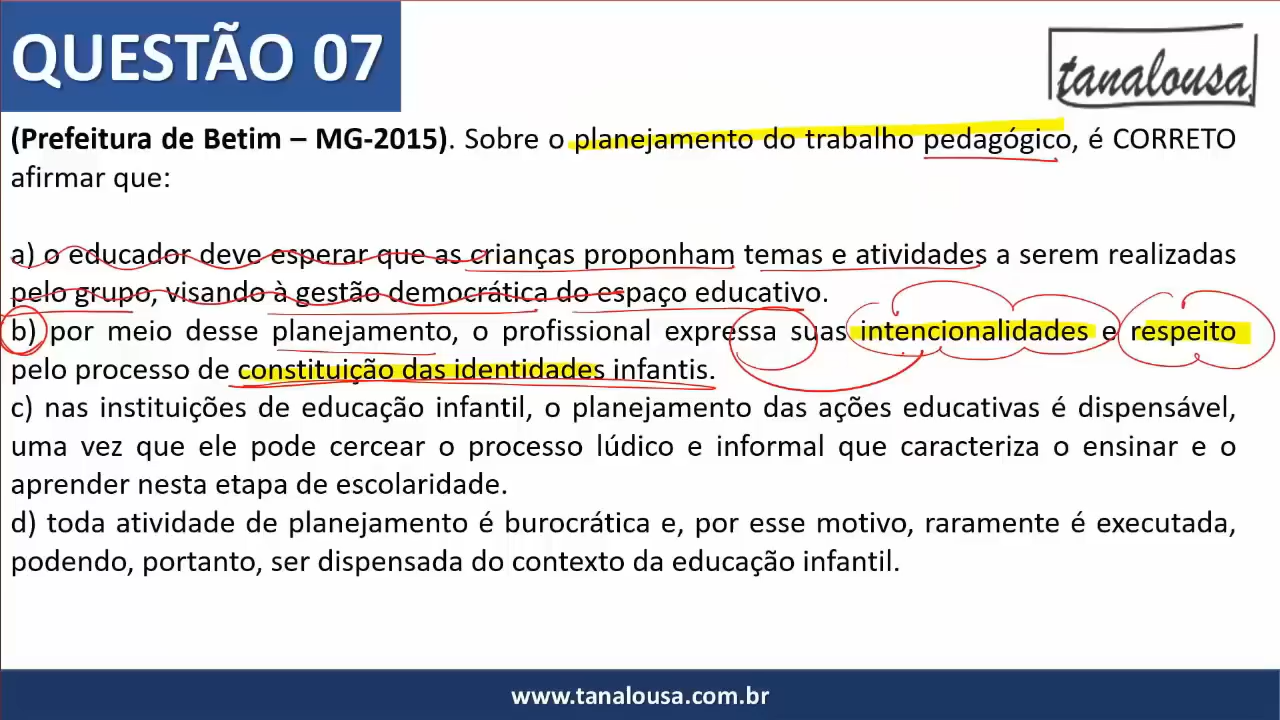 QUESTÃO 07
tanalousa
(Prefeitura de Betim – MG-2015). Sobre o planejamento do trabalho pedagógico, é CORRETO
afirmar que:
a) o educador deve esperar que as crianças proponham temas e atividades a serem realizadas
pelo grupo, visando à gestão democrática do espaço educativo.
b) por meio desse planejamento, o profissional expressa suas intencionalidades e respeito
pelo processo de constituição das identidades infantis.
c) nas instituições de educação infantil, o planejamento das ações educativas é dispensável,
uma vez que ele pode cercear o processo lúdico e informal que caracteriza o ensinar e o
aprender nesta etapa de escolaridade.
d) toda atividade de planejamento é burocrática e, por esse motivo, raramente é executada,
podendo, portanto, ser dispensada do contexto da educação infantil.
www.tanalousa.com.br